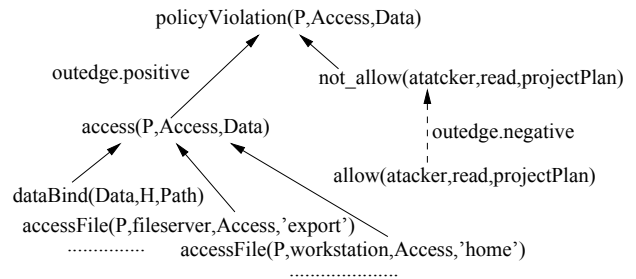 policyViolation(P,Access,Data)
outedge.positive
not_allow(atatcker,read,projectPlan)
access(P,Access,Data)
outedge.negative
dataBind(Data,H,Path)
allow(atacker,read,projectPlan)
accessFile(P,fileserver,Access,'export')
...............
accessFile(P,workstation,Access,'home')
.....................